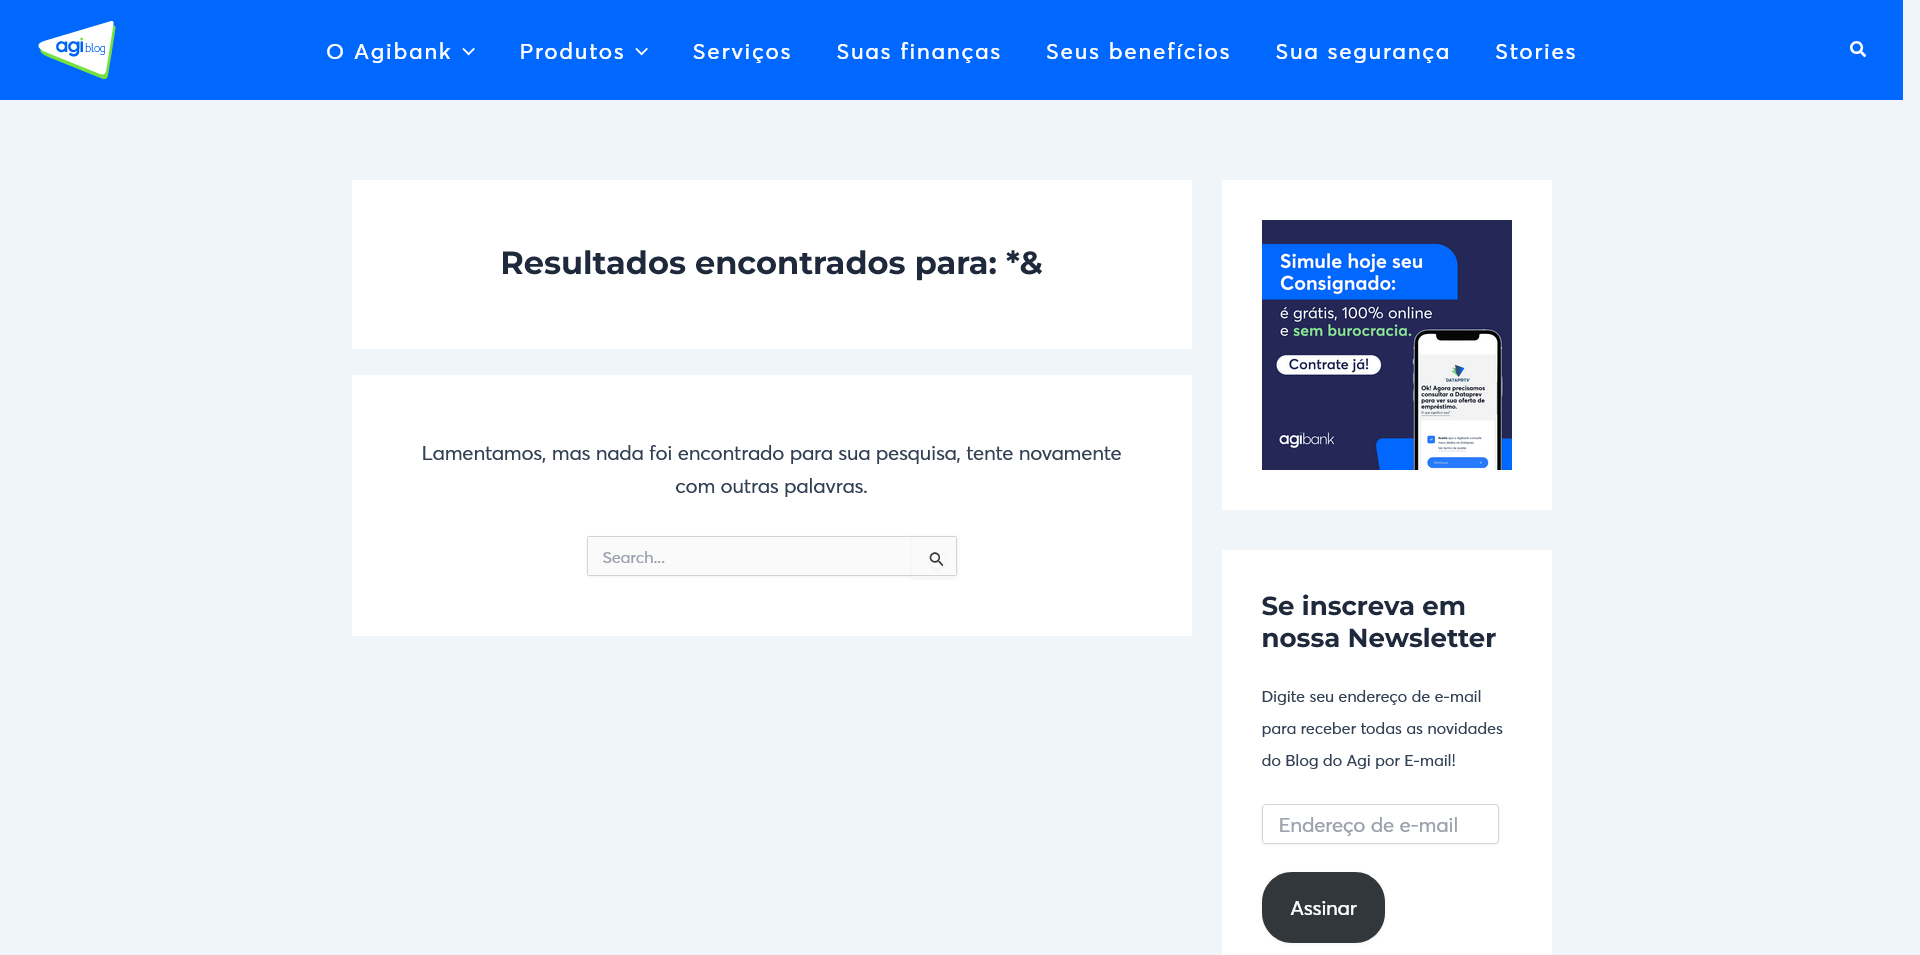 agi blog
O Agibank
Produtos
Serviços
Suas finanças
Seus benefícios
Sua segurança
Stories
Resultados encontrados para: *&
Lamentamos, mas nada foi encontrado para sua pesquisa, tente novamente
com outras palavras.
Search...
Simule hoje seu
Consignado:
é grátis, 100% online
e sem burocracia.
Contrate já!
DATAPREV
Ok! Agora precisamos
consultar a Dataprev
para ver sua oferta de
empréstimo.
agibank
Se inscreva em
nossa Newsletter
Digite seu endereço de e-mail
para receber todas as novidades
do Blog do Agi por E-mail!
Endereço de e-mail
Assinar